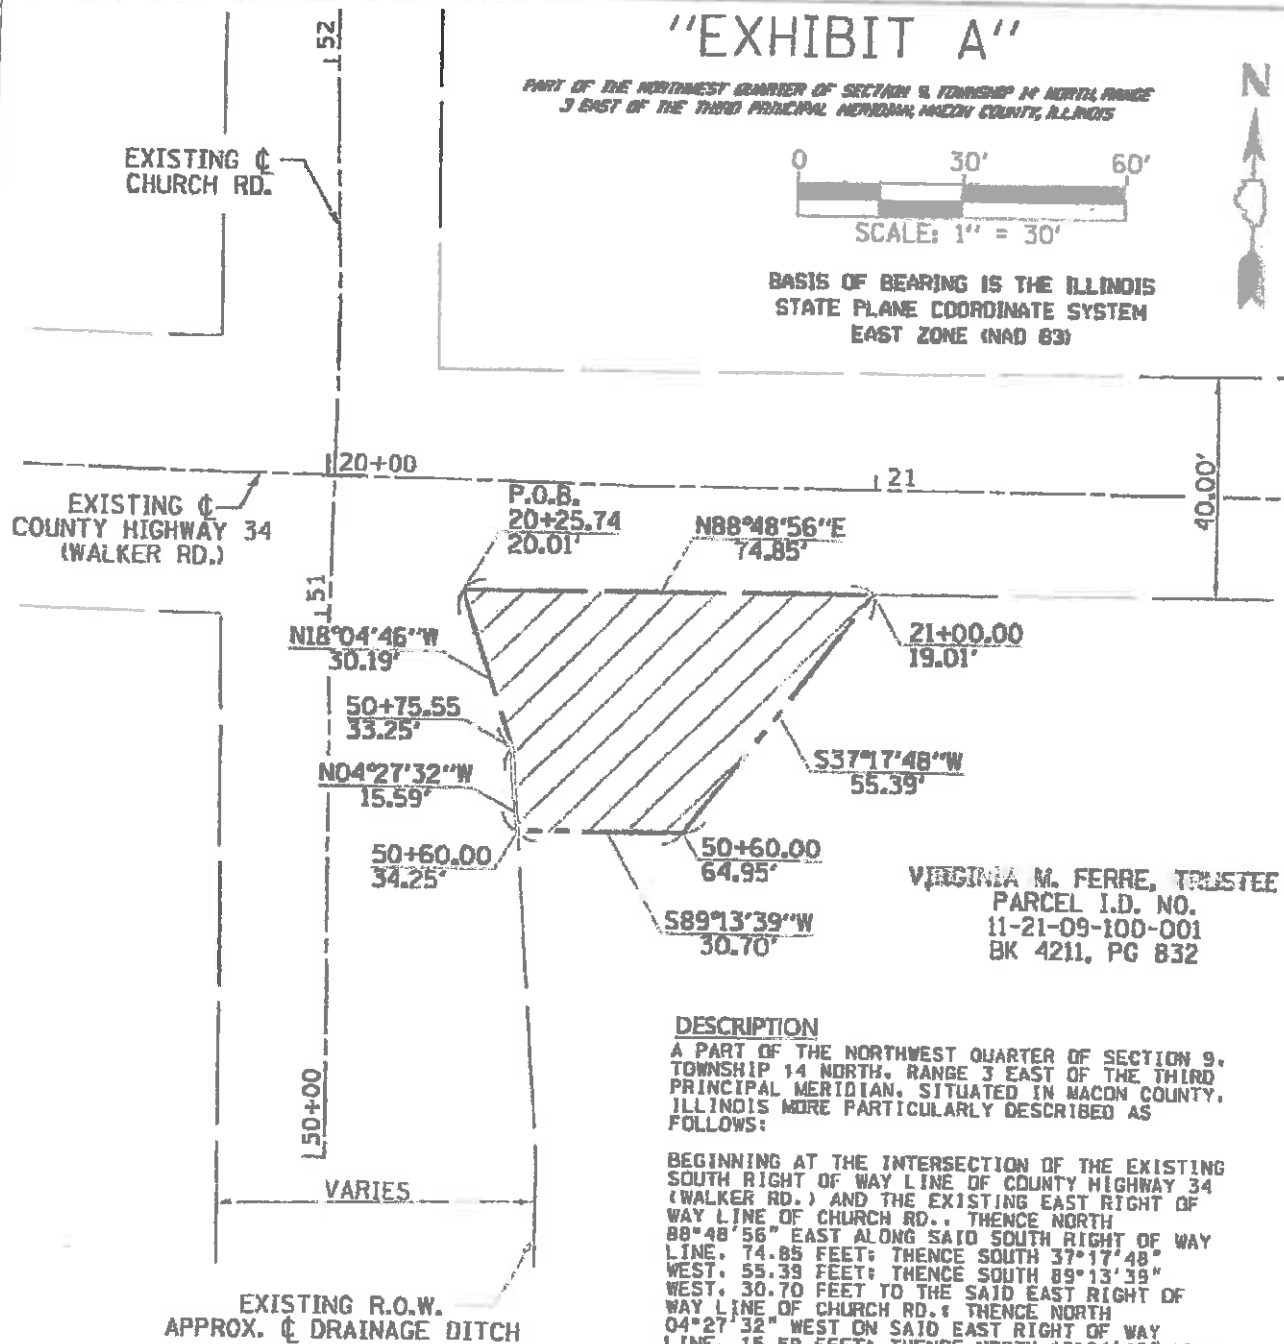 "EXHIBIT A"
PART OF THE NORTHWEST QUARTER OF SECTION 9, TOWNSHIP 14 NORTH, RANGE
3 EAST OF THE THIRD PRINCIPAL MERIDIAN, MACON COUNTY, ILLINOIS
N
0 30' 60'
SCALE: 1" = 30'
BASIS OF BEARING IS THE ILLINOIS
STATE PLANE COORDINATE SYSTEM
EAST ZONE (NAD 83)
52
EXISTING ℄
CHURCH RD.
20+00
21
40.00'
EXISTING ℄
COUNTY HIGHWAY 34
(WALKER RD.)
P.O.B.
20+25.74
20.01'
N88°48'56"E
74.85'
51
N18°04'46"W
30.19'
21+00.00
19.01'
50+75.55
33.25'
N04°27'32"W
15.59'
S37°17'48"W
55.39'
50+60.00
34.25'
50+60.00
64.95'
S89°13'39"W
30.70'
VIRGINIA M. FERRE, TRUSTEE
PARCEL I.D. NO.
11-21-09-100-001
BK 4211, PG 832
50+00
VARIES
EXISTING R.O.W.
APPROX. ℄ DRAINAGE DITCH
DESCRIPTION
A PART OF THE NORTHWEST QUARTER OF SECTION 9,
TOWNSHIP 14 NORTH, RANGE 3 EAST OF THE THIRD
PRINCIPAL MERIDIAN, SITUATED IN MACON COUNTY,
ILLINOIS MORE PARTICULARLY DESCRIBED AS
FOLLOWS:
BEGINNING AT THE INTERSECTION OF THE EXISTING
SOUTH RIGHT OF WAY LINE OF COUNTY HIGHWAY 34
(WALKER RD.) AND THE EXISTING EAST RIGHT OF
WAY LINE OF CHURCH RD., THENCE NORTH
88°48'56" EAST ALONG SAID SOUTH RIGHT OF WAY
LINE, 74.85 FEET; THENCE SOUTH 37°17'48"
WEST, 55.39 FEET; THENCE SOUTH 89°13'39"
WEST, 30.70 FEET TO THE SAID EAST RIGHT OF
WAY LINE OF CHURCH RD.; THENCE NORTH
04°27'32" WEST ON SAID EAST RIGHT OF WAY